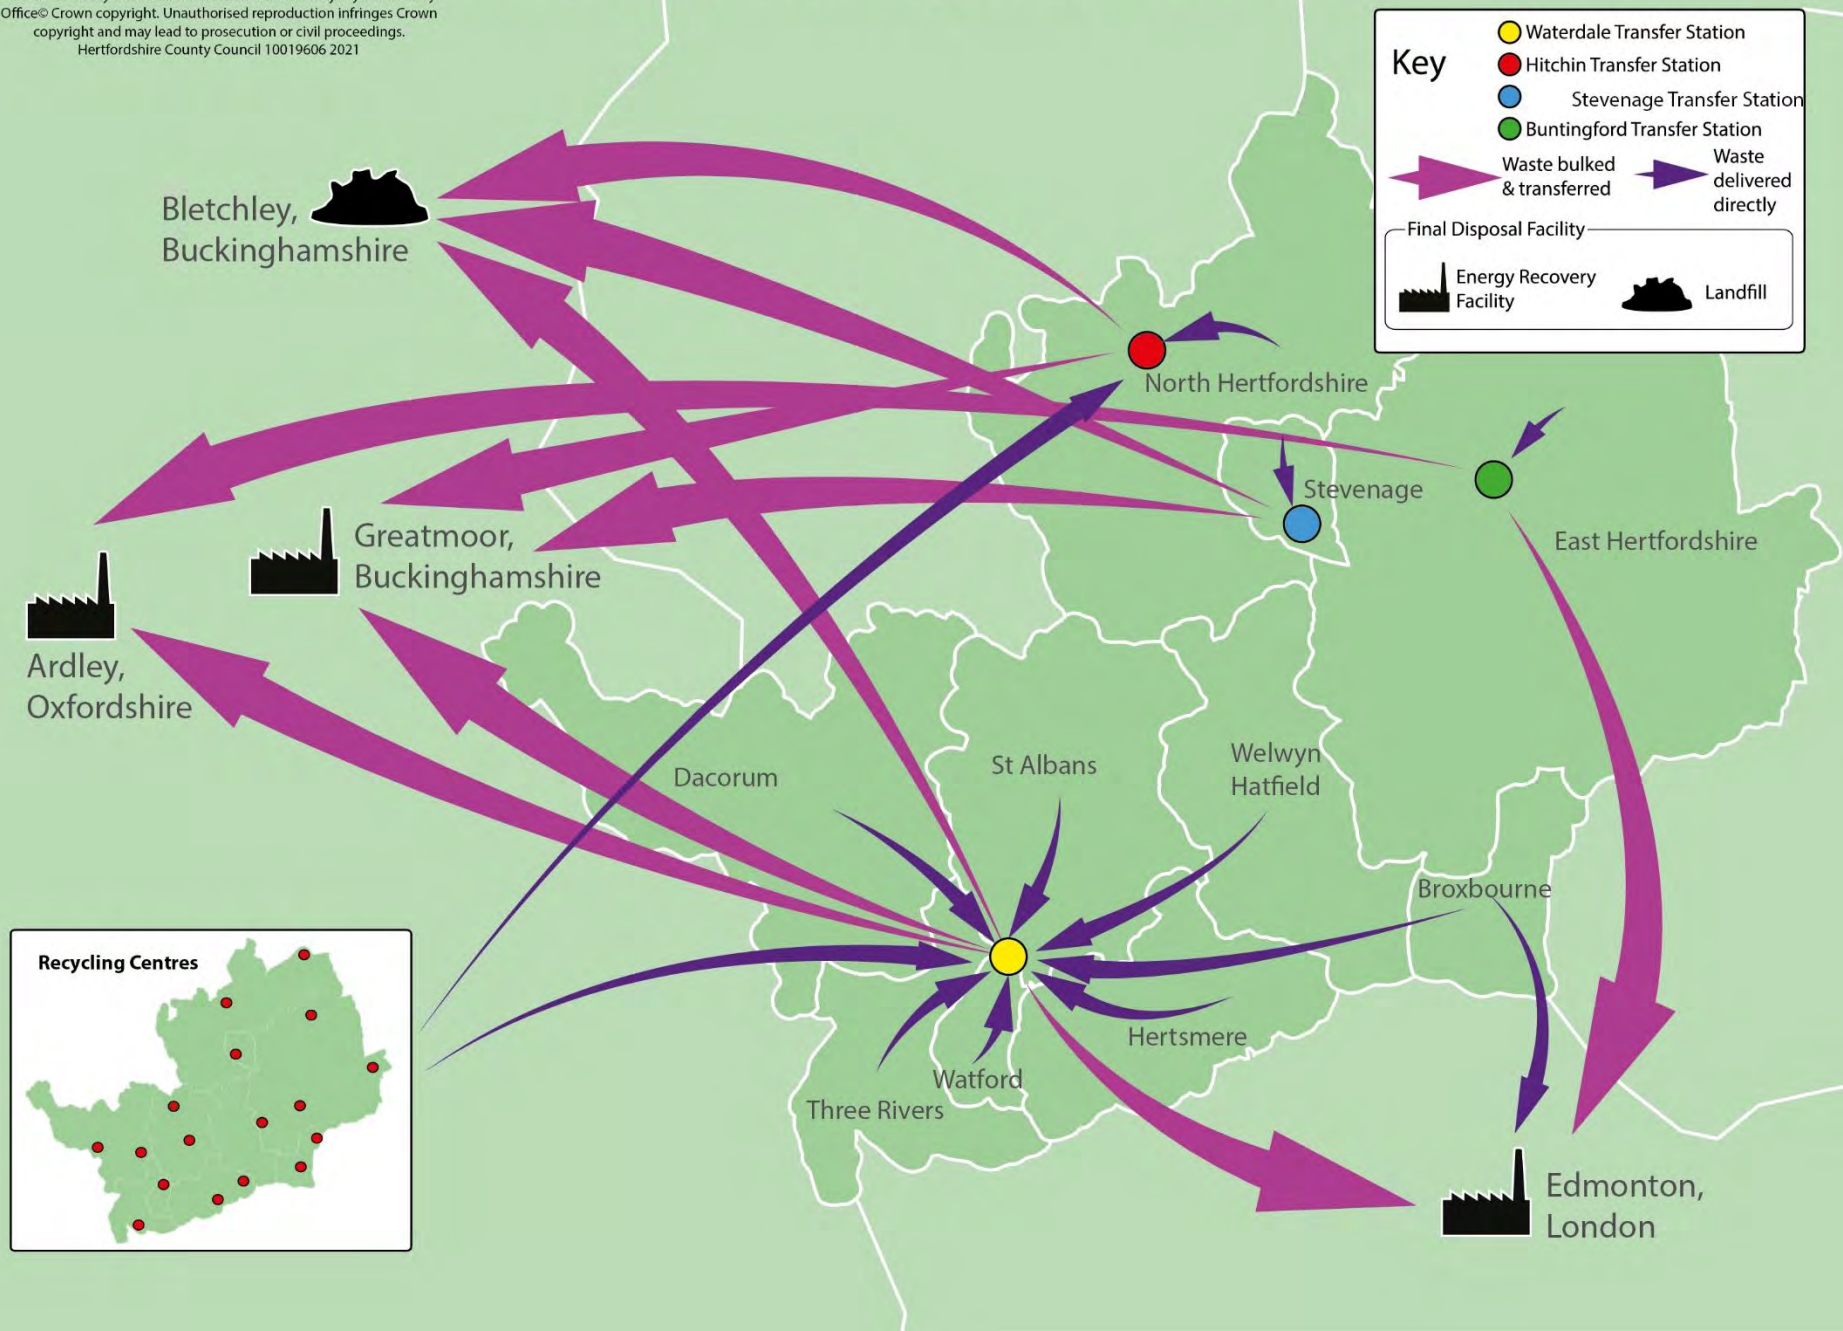 Office© Crown copyright. Unauthorised reproduction infringes Crown
copyright and may lead to prosecution or civil proceedings.
Hertfordshire County Council 10019606 2021
Key
Waterdale Transfer Station
Hitchin Transfer Station
Stevenage Transfer Station
Buntingford Transfer Station
Waste bulked
& transferred
Waste
delivered
directly
Final Disposal Facility
Energy Recovery
Facility
Landfill
Bletchley,
Buckinghamshire
North Hertfordshire
Stevenage
East Hertfordshire
Greatmoor,
Buckinghamshire
Ardley,
Oxfordshire
Dacorum
St Albans
Welwyn
Hatfield
Broxbourne
Hertsmere
Watford
Three Rivers
Recycling Centres
Edmonton,
London